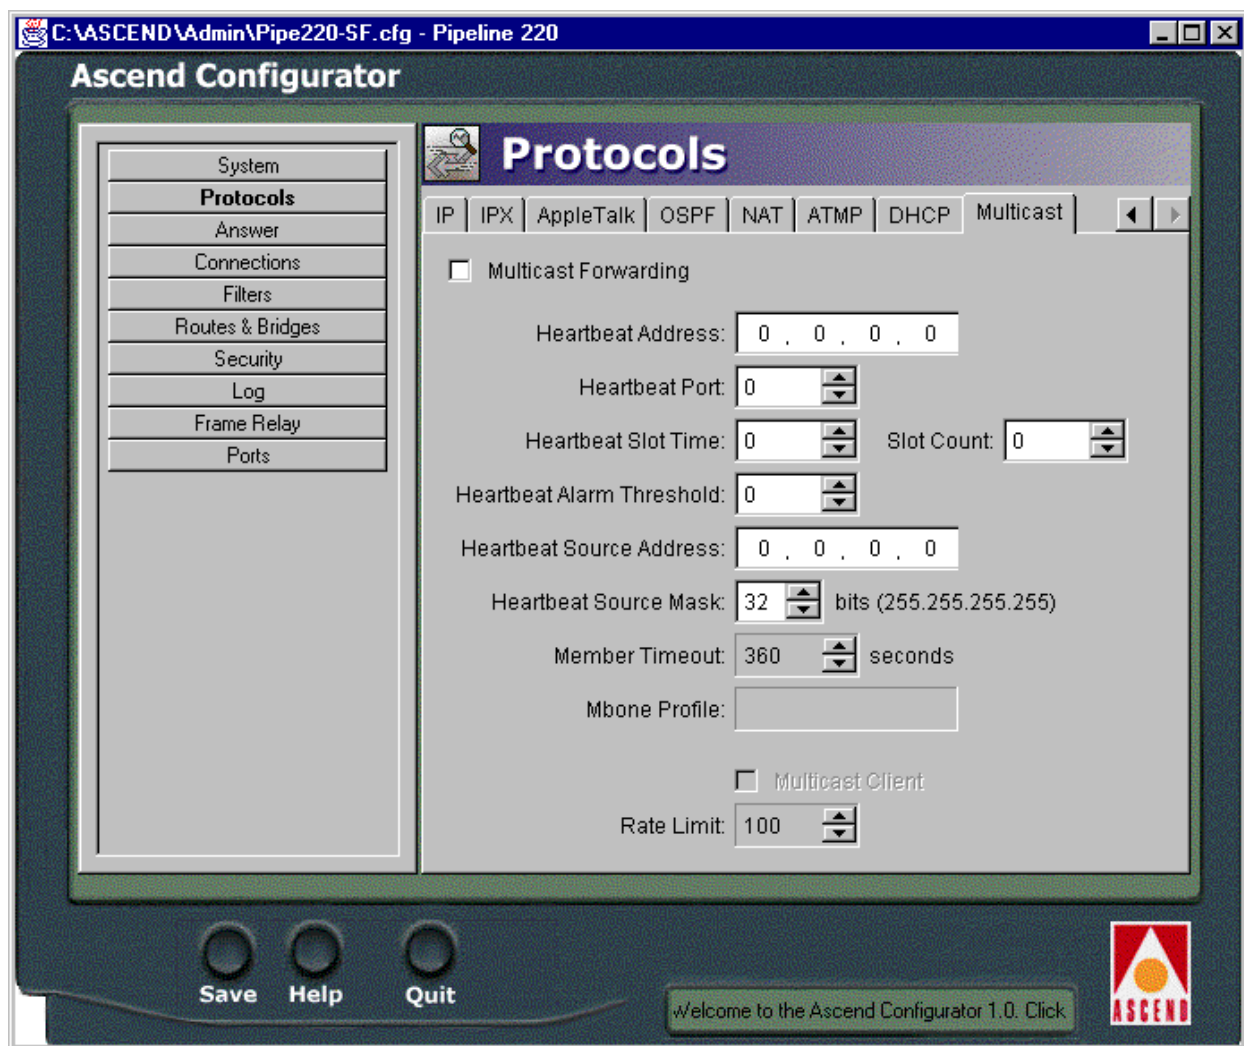 C:\ASCEND\Admin\Pipe220-SF.cfg - Pipeline 220
Ascend Configurator
System
Protocols
Answer
Connections
Filters
Routes & Bridges
Security
Log
Frame Relay
Ports
Protocols
IP IPX AppleTalk OSPF NAT ATMP DHCP Multicast
Multicast Forwarding
Heartbeat Address: 0 . 0 . 0 . 0
Heartbeat Port: 0
Heartbeat Slot Time: 0 Slot Count: 0
Heartbeat Alarm Threshold: 0
Heartbeat Source Address: 0 . 0 . 0 . 0
Heartbeat Source Mask: 32 bits (255.255.255.255)
Member Timeout: 360 seconds
Mbone Profile:
Multicast Client
Rate Limit: 100
Save Help Quit
Welcome to the Ascend Configurator 1.0. Click
ASCEND